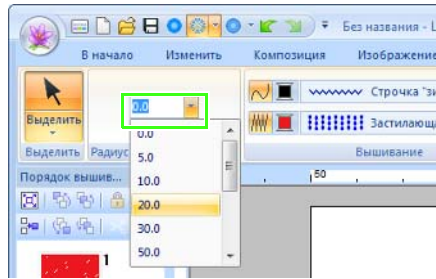 Без названия - L
В начало Изменить Композиция Изображение
0.0
Строчка "зи
Выделить
Застилающ
Выделить Радиус Вышивание
0.0
5.0
10.0
20.0
30.0
50.0
Порядок вышив...
50
1